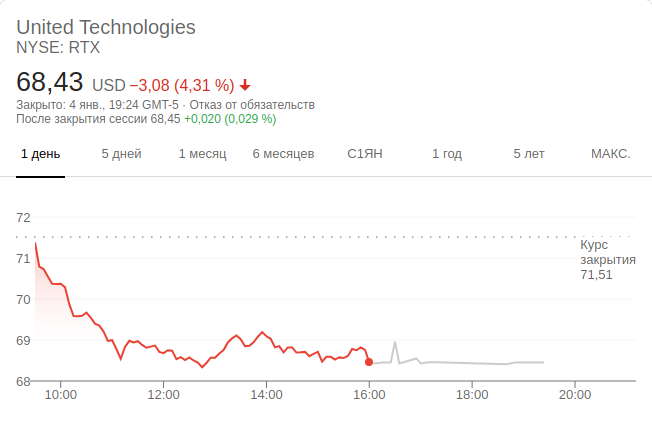 United Technologies
NYSE: RTX
68,43 USD −3,08 (4,31 %)
Закрыто: 4 янв., 19:24 GMT-5 · Отказ от обязательств
После закрытия сессии 68,45 +0,020 (0,029 %)
1 день 5 дней 1 месяц 6 месяцев С1ЯН 1 год 5 лет МАКС.
72
Курс
закрытия
71,51
71
70
69
68
10:00 12:00 14:00 16:00 18:00 20:00